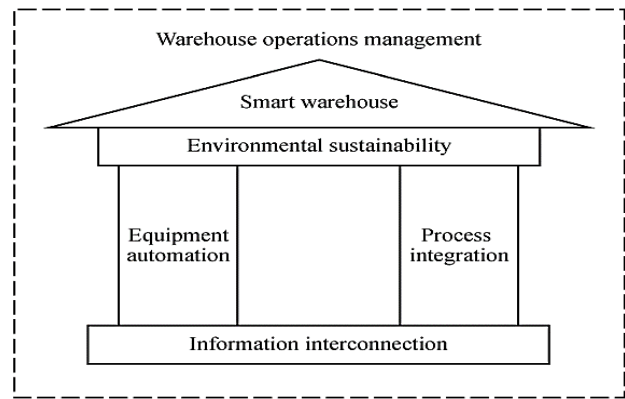 Warehouse operations management
Smart warehouse
Environmental sustainability
Equipment
automation
Process
integration
Information interconnection